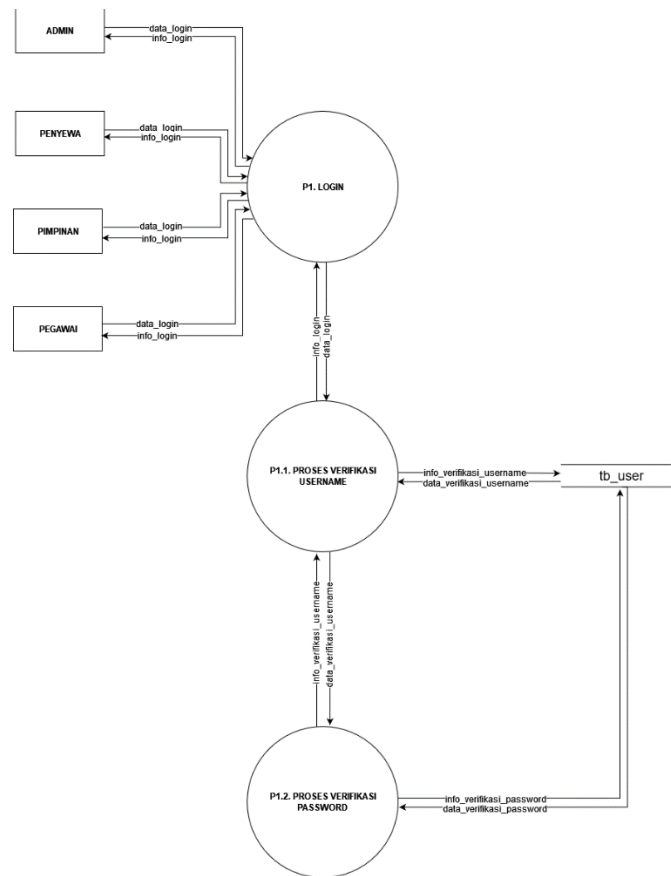 ADMIN
data_login
info_login
PENYEWA
data_login
info_login
P1. LOGIN
PIMPINAN
data_login
info_login
PEGAWAI
data_login
info_login
info_login
data_login
P1.1. PROSES VERIFIKASI
USERNAME
info_verifikasi_username
data_verifikasi_username
tb_user
info_verifikasi_username
data_verifikasi_username
P1.2. PROSES VERIFIKASI
PASSWORD
info_verifikasi_password
data_verifikasi_password